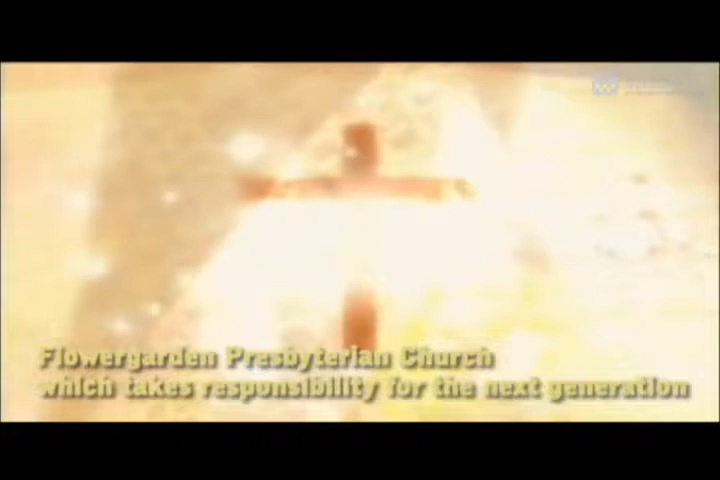 Flowergarden Presbyterian Church
which takes responsibility for the next generation